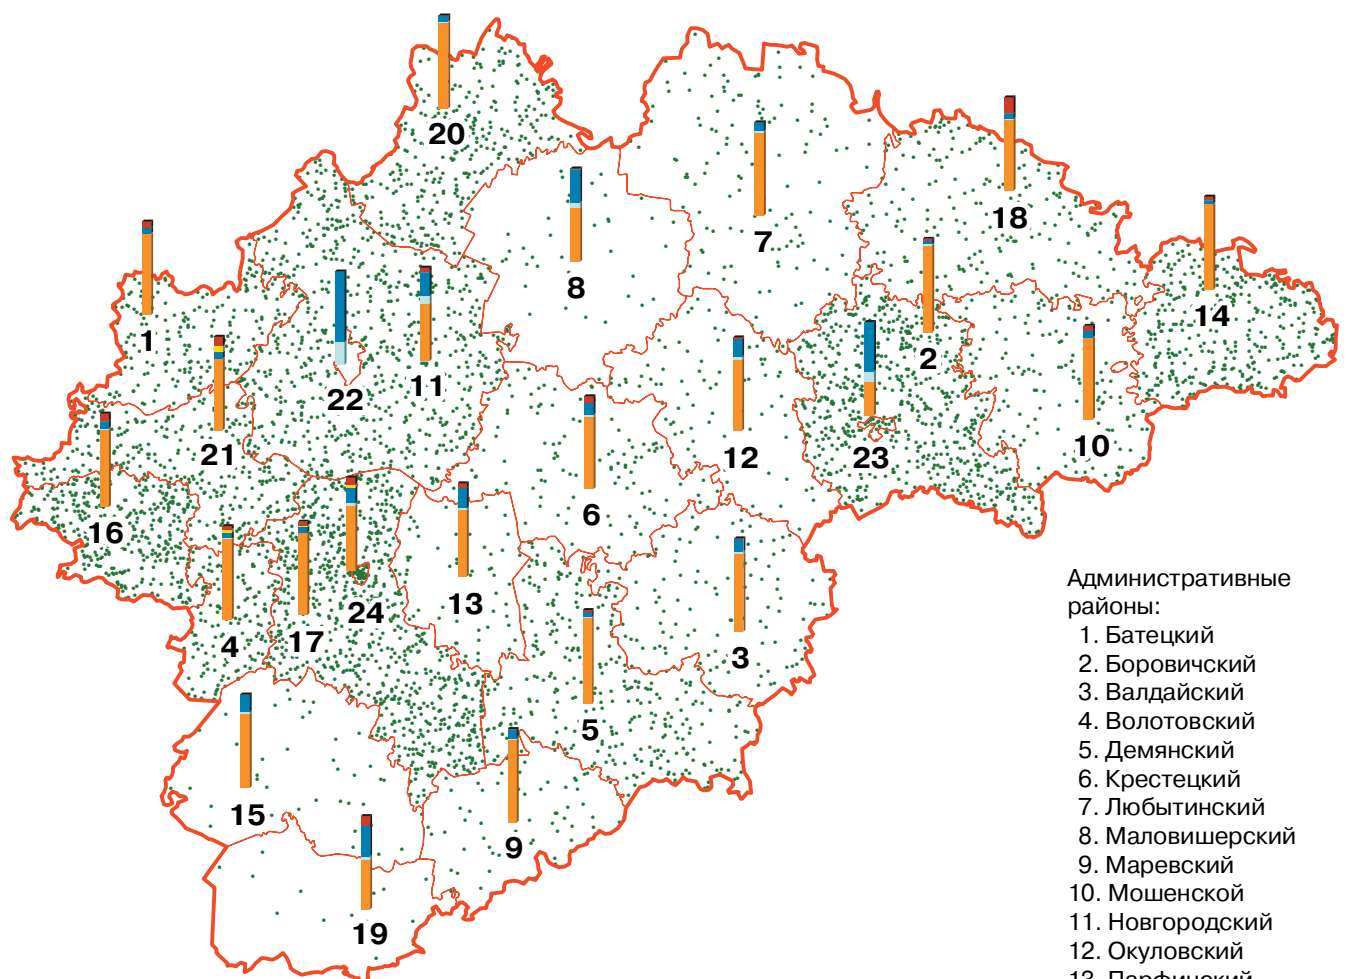 20
18
7
8
14
1
2
11
22
10
21
12
23
6
16
13
24
4
17
3
5
15
9
19
Административные
районы:
1. Батецкий
2. Боровичский
3. Валдайский
4. Волотовский
5. Демянский
6. Крестецкий
7. Любытинский
8. Маловишерский
9. Маревский
10. Мошенской
11. Новгородский
12. Окуловский
13. Парфинский